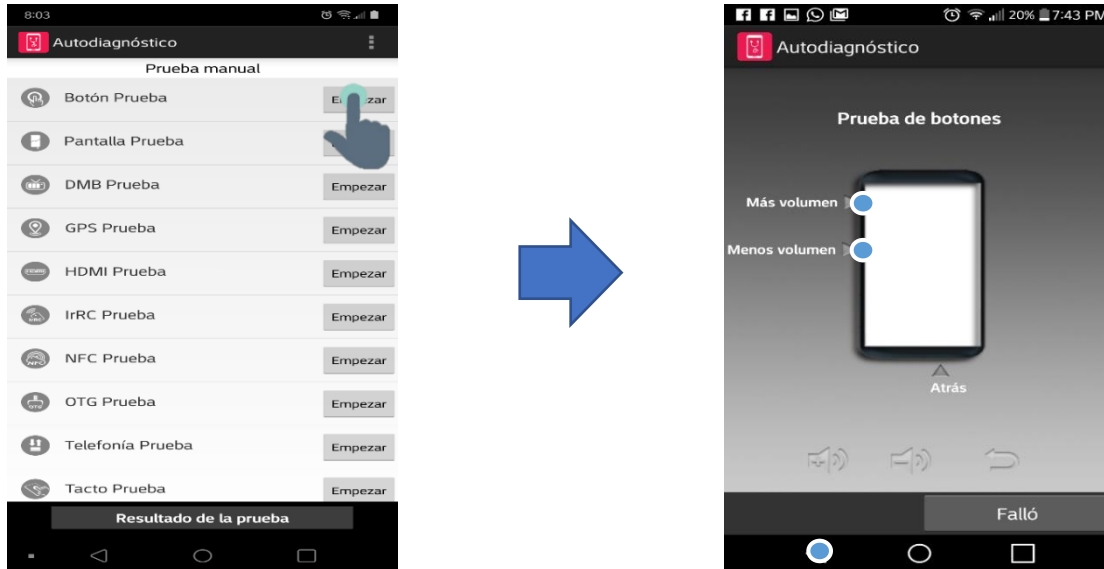 8:03
Autodiagnóstico
Prueba manual
Botón Prueba
Pantalla Prueba
DMB Prueba Empezar
GPS Prueba Empezar
HDMI Prueba Empezar
IrRC Prueba Empezar
NFC Prueba Empezar
OTG Prueba Empezar
Telefonía Prueba Empezar
Tacto Prueba Empezar
Resultado de la prueba
20% 7:43 PM
Autodiagnóstico
Prueba de botones
Más volumen
Menos volumen
Atrás
Falló